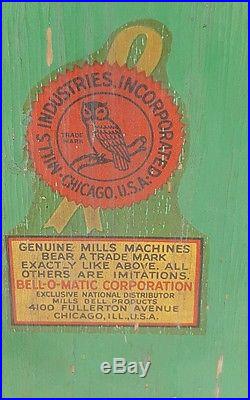 MILLS INDUSTRIES, INCORPORATED
TRADE
MARK
· CHICAGO, U.S.A. ·
GENUINE MILLS MACHINES
BEAR A TRADE MARK
EXACTLY LIKE ABOVE. ALL
OTHERS ARE IMITATIONS.
BELL-O-MATIC CORPORATION
EXCLUSIVE NATIONAL DISTRIBUTOR
MILLS BELL PRODUCTS
4100 FULLERTON AVENUE
CHICAGO, ILL., U.S.A.